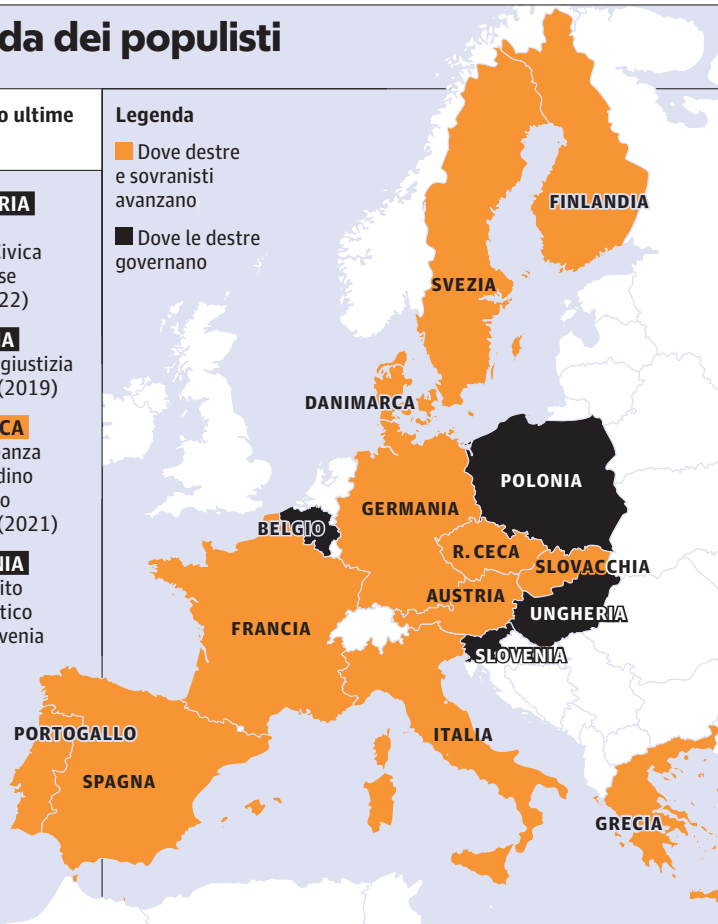 da dei populisti
o ultime
RIA
Civica
se
22)
A
giustizia
(2019)
CA
eanza
dino
o
(2021)
NIA
ito
tico
venia
Legenda
Dove destre
e sovranisti
avanzano
Dove le destre
governano
FINLANDIA
SVEZIA
DANIMARCA
POLONIA
GERMANIA
BELGIO
R. CECA
SLOVACCHIA
AUSTRIA
UNGHERIA
FRANCIA
SLOVENIA
PORTOGALLO
ITALIA
SPAGNA
GRECIA